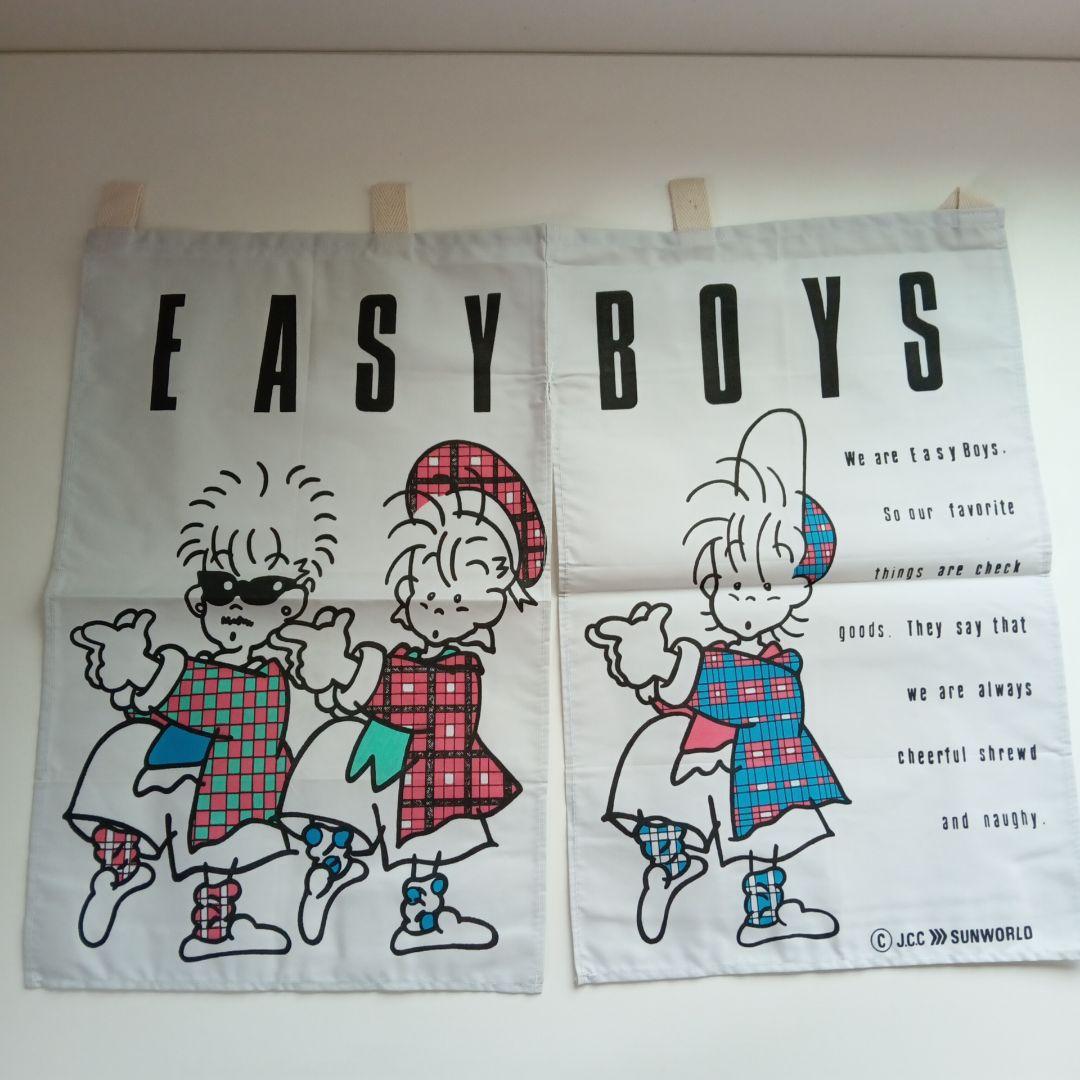 EASY BOYS
We are Easy Boys.
So our favorite
things are check
goods. They say that
we are always
cheerful shrewd
and naughy.
© J.C.C >>> SUNWORLD